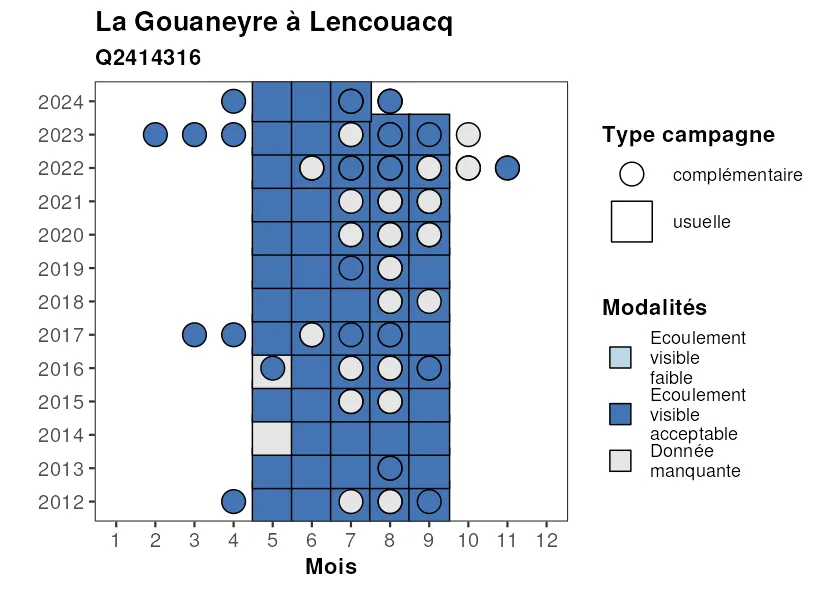 La Gouaneyre à Lencouacq
Q2414316
2024
2023
2022
2021
2020
2019
2018
2017
2016
2015
2014
2013
2012
1 2 3 4 5 6 7 8 9 10 11 12
Mois
Type campagne
complémentaire
usuelle
Modalités
Ecoulement
visible
faible
Ecoulement
visible
acceptable
Donnée
manquante